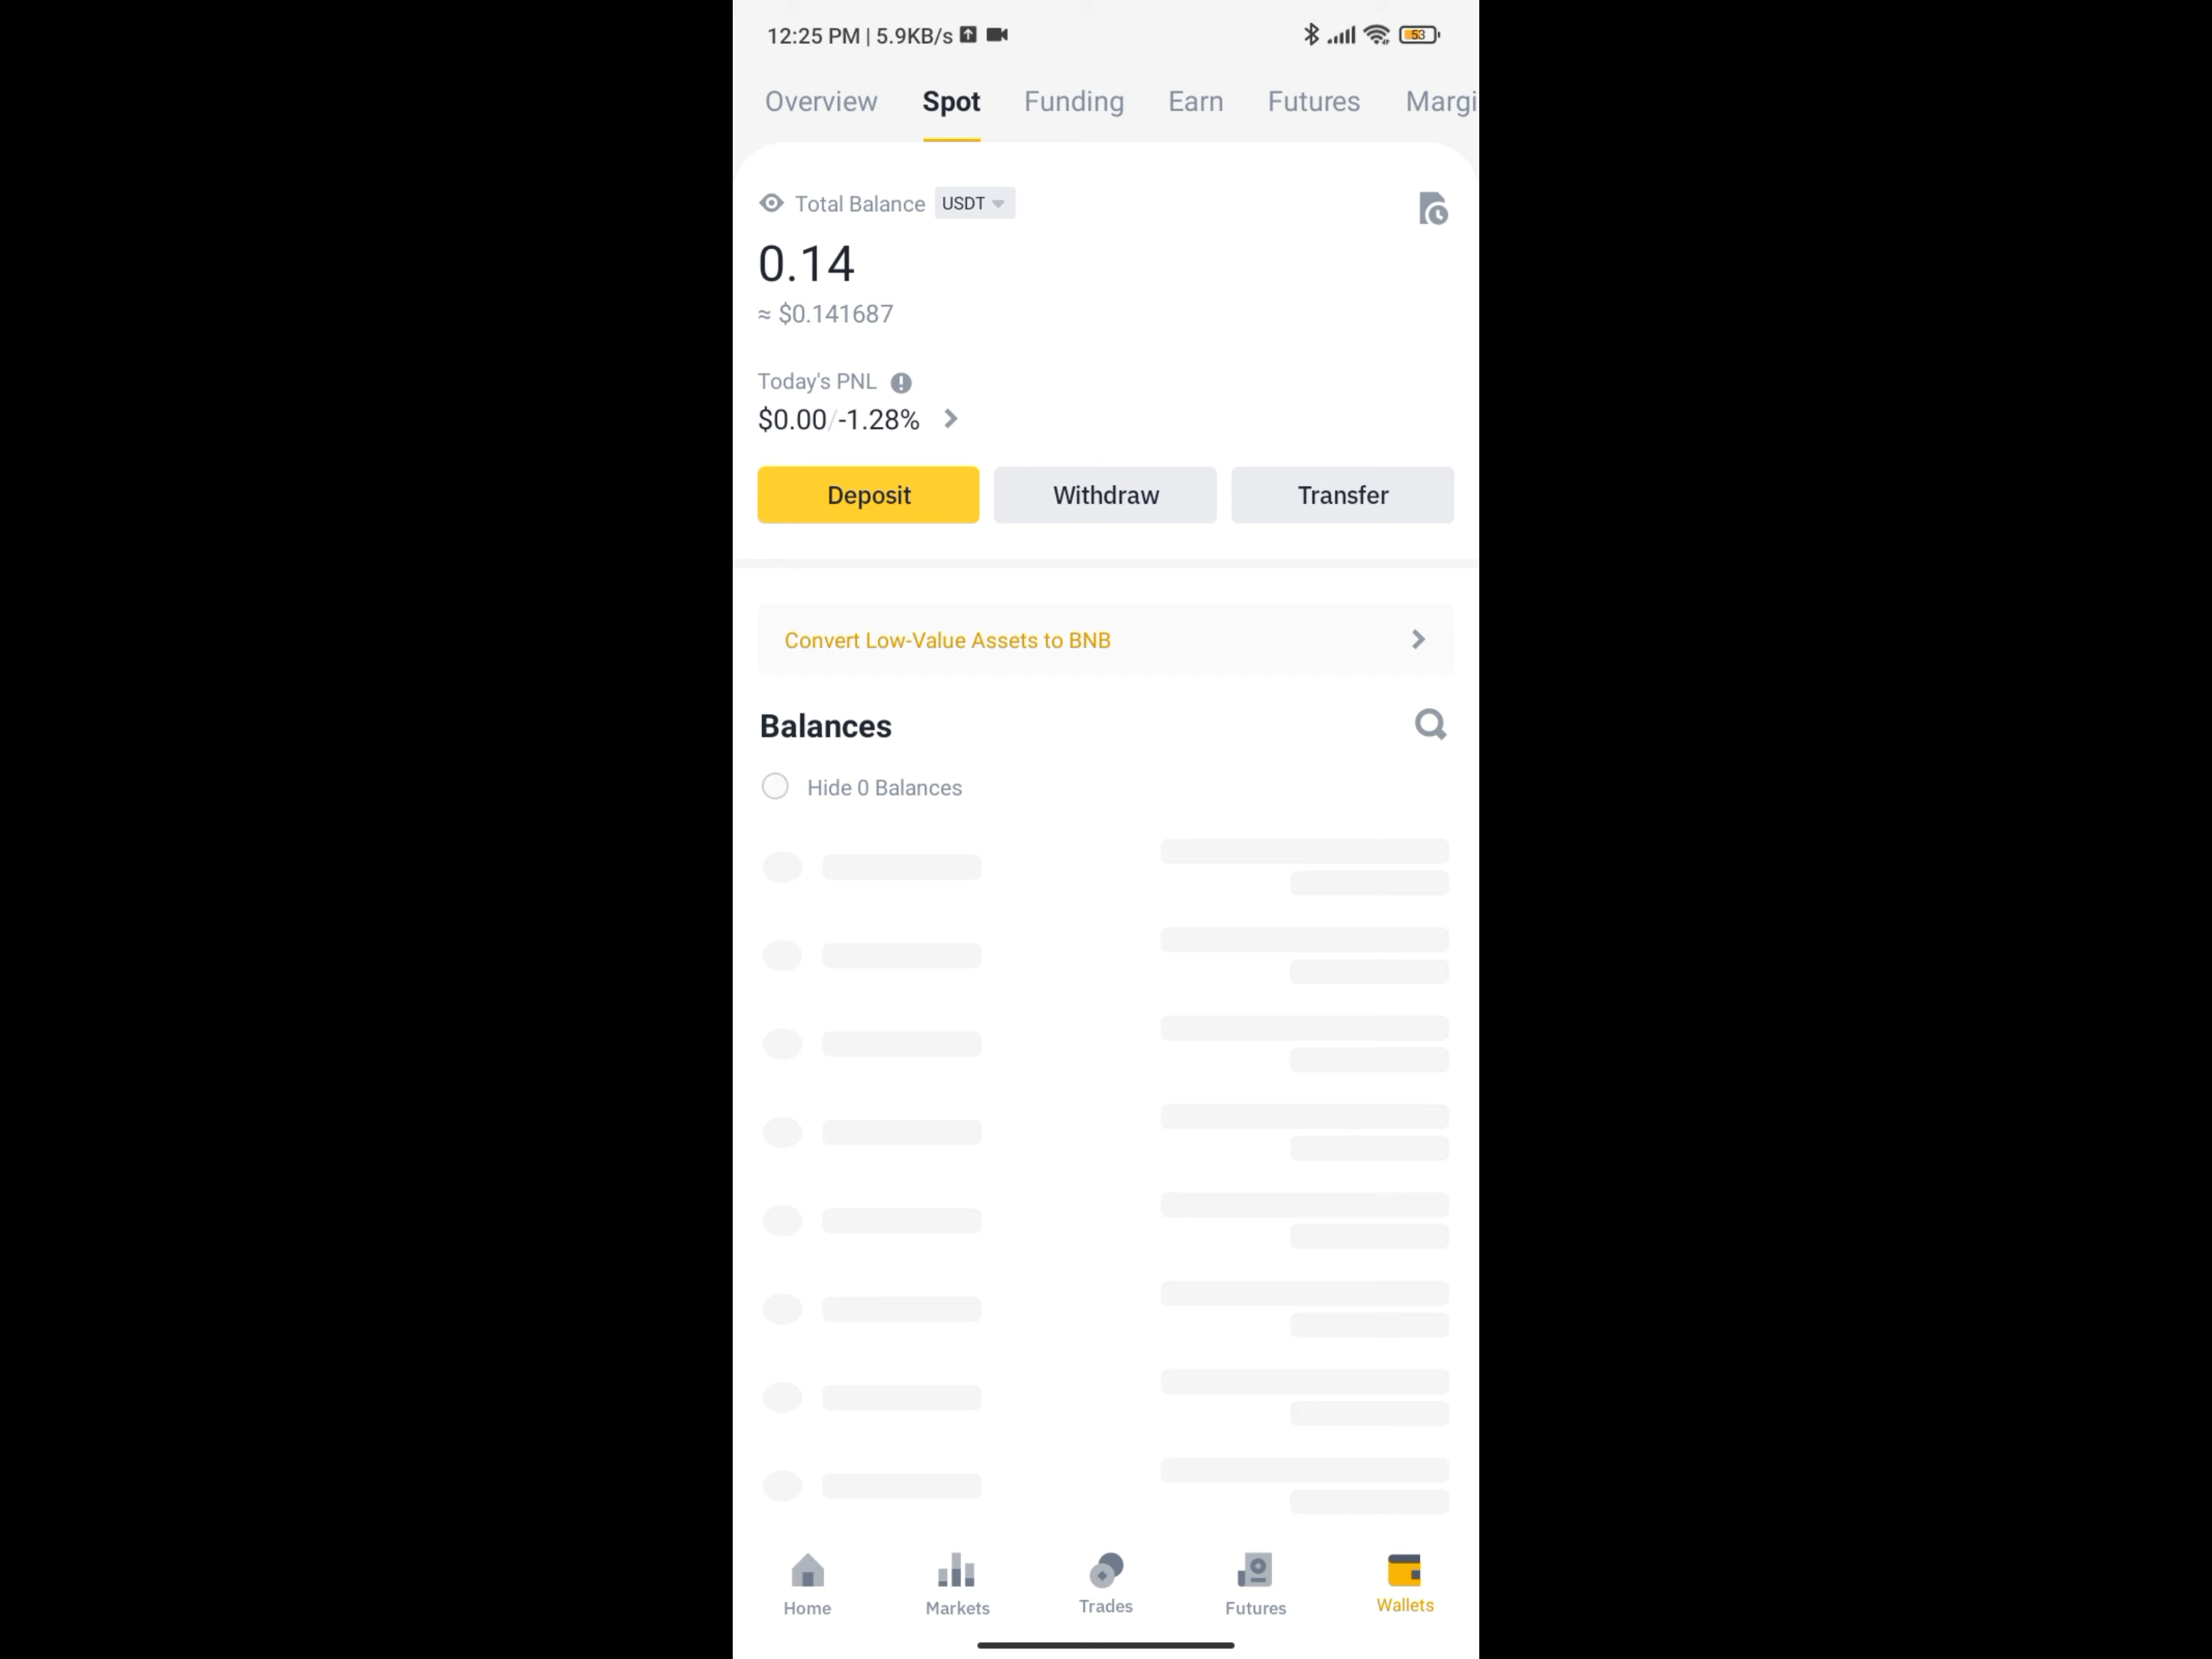 12:25 PM | 5.9KB/s
53
Overview Spot Funding Earn Futures Margi
Total Balance USDT
0.14
≈ $0.141687
Today's PNL
$0.00/-1.28%
Deposit Withdraw Transfer
Convert Low-Value Assets to BNB
Balances
Hide 0 Balances
Home Markets Trades Futures Wallets